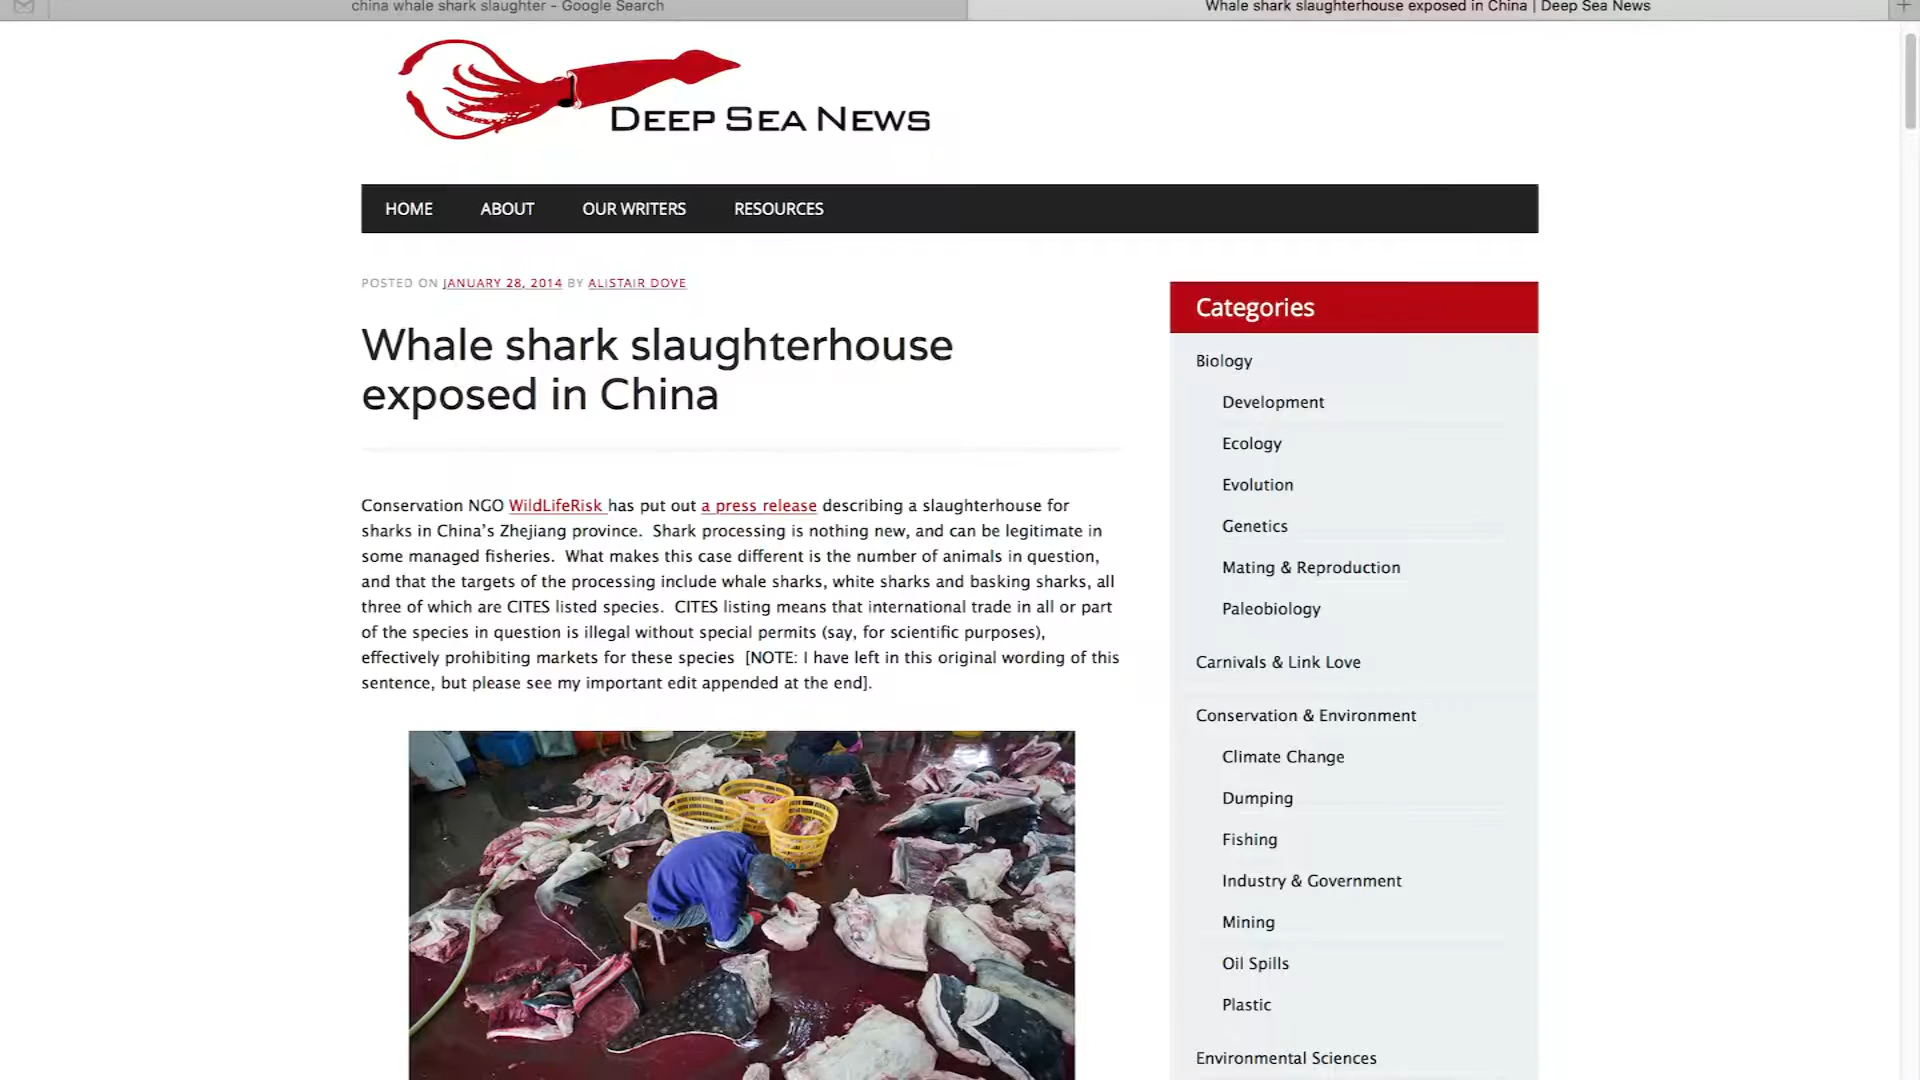 china whale shark slaughter - Google Search
Whale shark slaughterhouse exposed in China | Deep Sea News
DEEP SEA NEWS
HOME ABOUT OUR WRITERS RESOURCES
POSTED ON JANUARY 28, 2014 BY ALISTAIR DOVE
Whale shark slaughterhouse
exposed in China
Conservation NGO WildLifeRisk has put out a press release describing a slaughterhouse for
sharks in China’s Zhejiang province. Shark processing is nothing new, and can be legitimate in
some managed fisheries. What makes this case different is the number of animals in question,
and that the targets of the processing include whale sharks, white sharks and basking sharks, all
three of which are CITES listed species. CITES listing means that international trade in all or part
of the species in question is illegal without special permits (say, for scientific purposes),
effectively prohibiting markets for these species [NOTE: I have left in this original wording of this
sentence, but please see my important edit appended at the end].
Categories
Biology
Development
Ecology
Evolution
Genetics
Mating & Reproduction
Paleobiology
Carnivals & Link Love
Conservation & Environment
Climate Change
Dumping
Fishing
Industry & Government
Mining
Oil Spills
Plastic
Environmental Sciences